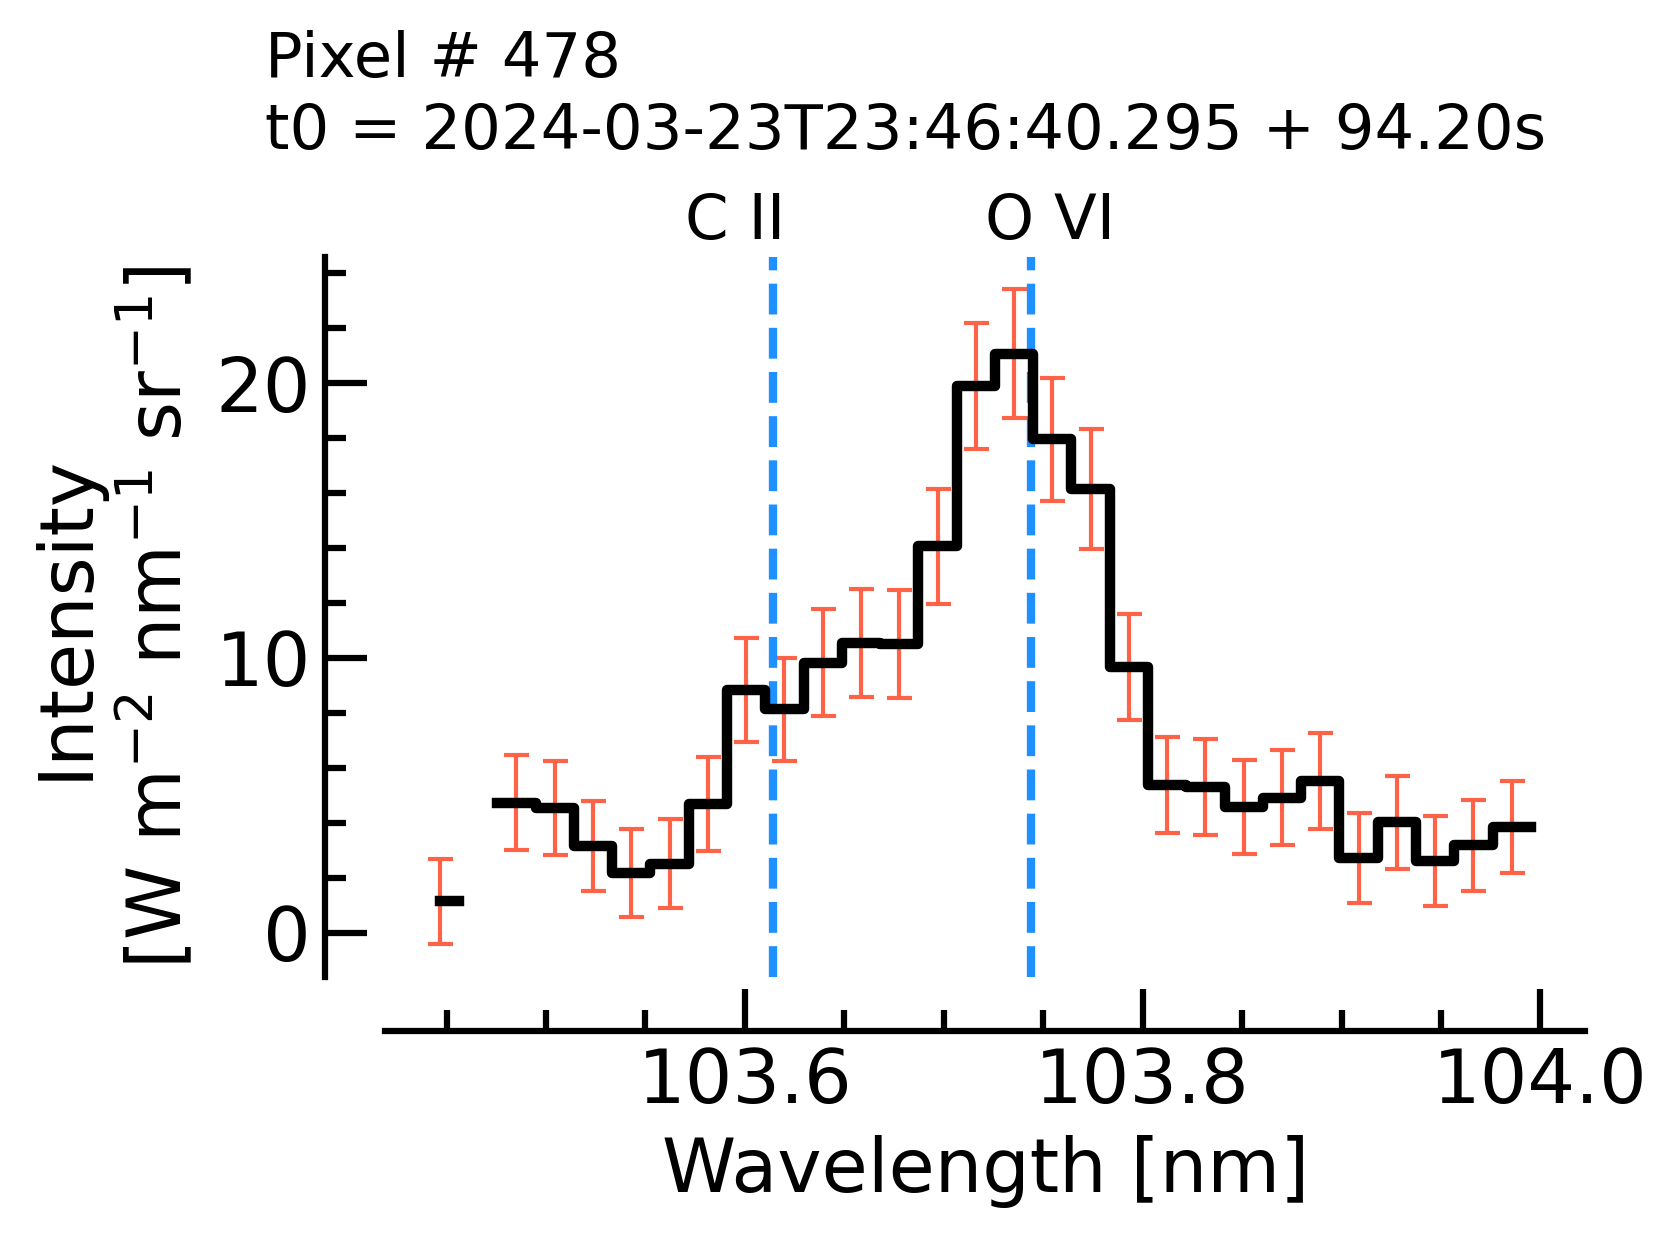 Pixel # 478
t0 = 2024-03-23T23:46:40.295 + 94.20s
C II
O VI
Intensity
[W m⁻² nm⁻¹ sr⁻¹]
20
10
0
103.6
103.8
104.0
Wavelength [nm]